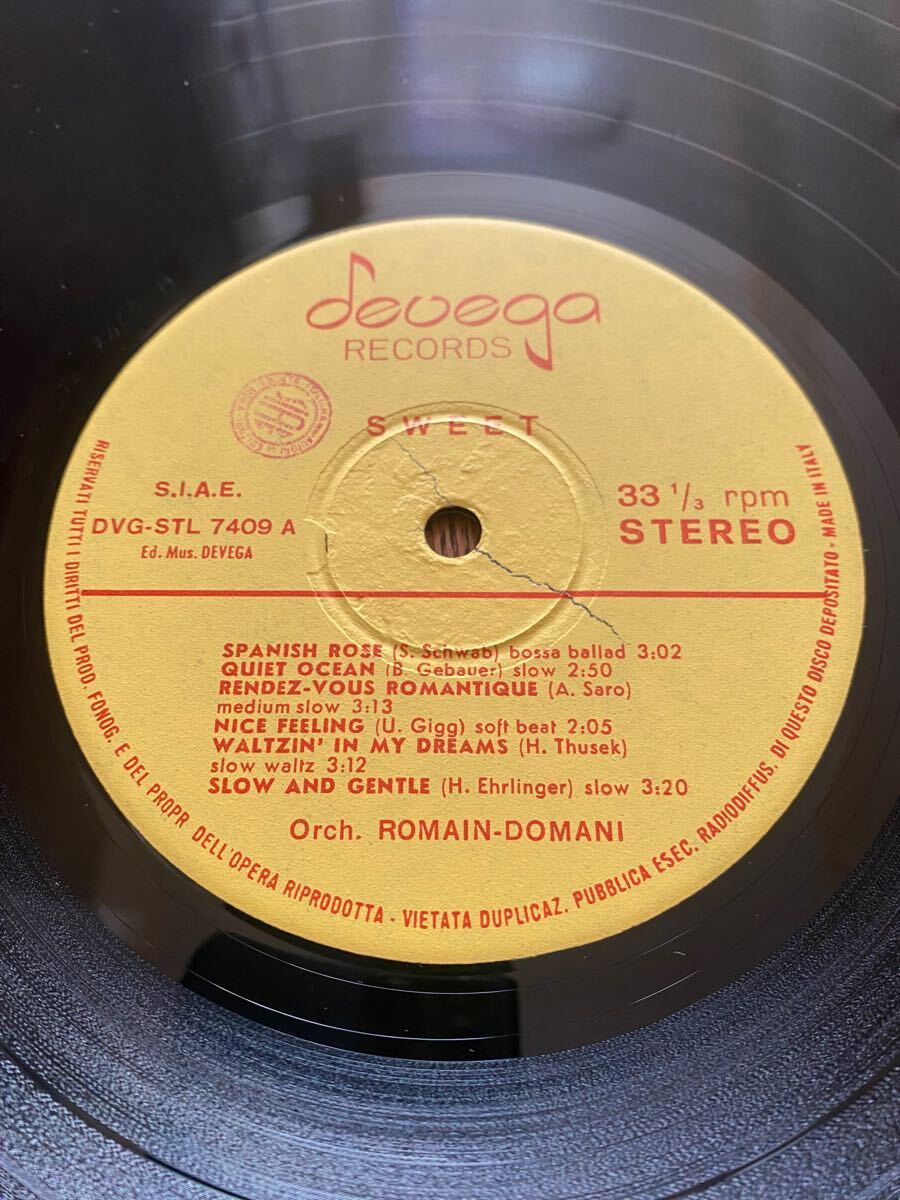 devega
RECORDS
SWEET
S.I.A.E.
DVG-STL 7409 A
Ed. Mus. DEVEGA
33 1/3 rpm
STEREO
SPANISH ROSE (S. Schwab) bossa ballad 3:02
QUIET OCEAN (B. Gebauer) slow 2:50
RENDEZ-VOUS ROMANTIQUE (A. Saro)
medium slow 3:13
NICE FEELING (U. Gigg) soft beat 2:05
WALTZIN' IN MY DREAMS (H. Thusek)
slow waltz 3:12
SLOW AND GENTLE (H. Ehrlinger) slow 3:20
Orch. ROMAIN-DOMANI
RISERVATI TUTTI I DIRITTI DEL PROD. FONOG. E DEL PROPR DELL'OPERA RIPRODOTTA - VIETATA DUPLICAZ. PUBBLICA ESEC. RADIODIFFUS. DI QUESTO DISCO DEPOSITATO - MADE IN ITALY